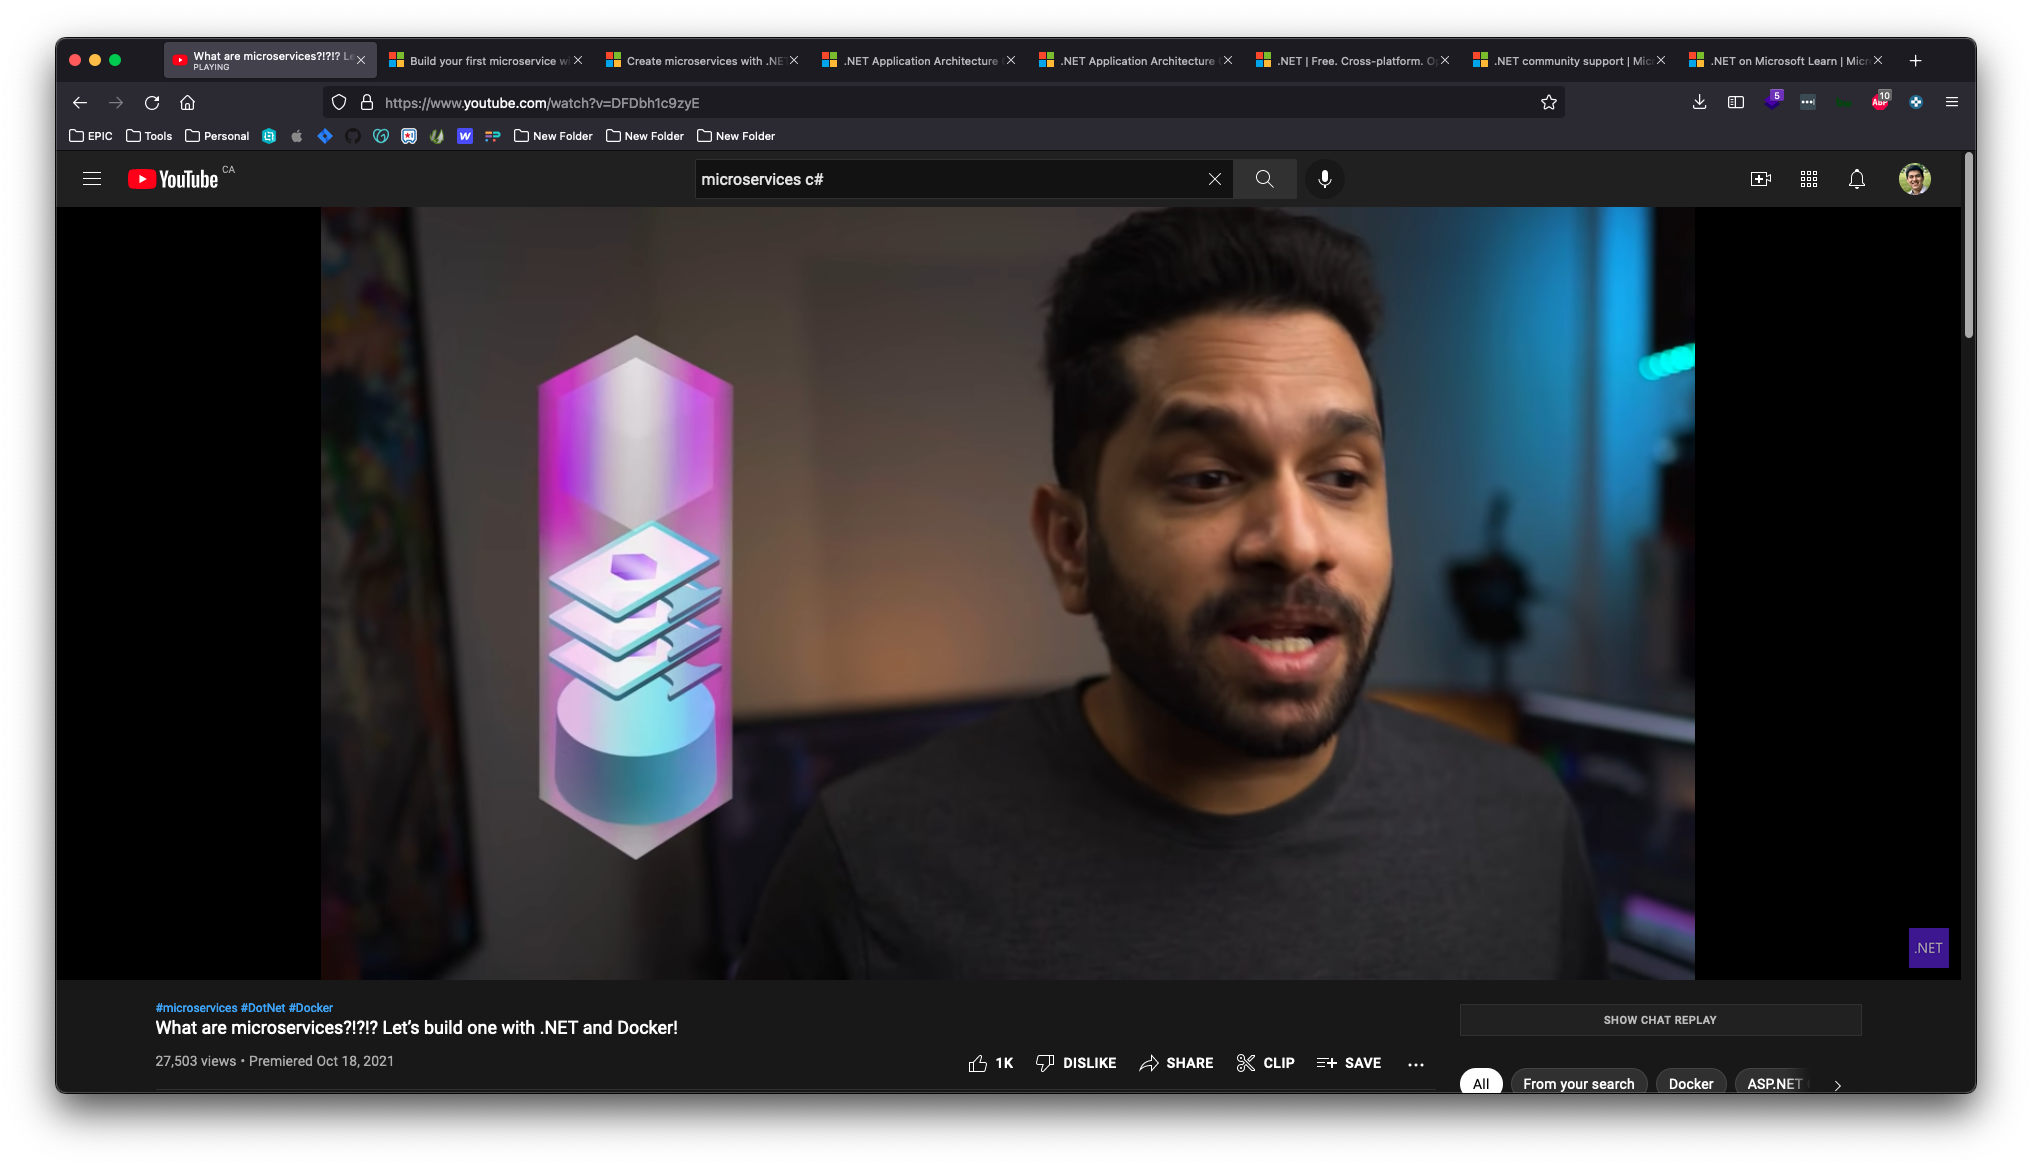 What are microservices?!?!? Le
PLAYING
Build your first microservice w
Create microservices with .NE
.NET Application Architecture
.NET Application Architecture
.NET | Free. Cross-platform. O
.NET community support | Mic
.NET on Microsoft Learn | Micr
https://www.youtube.com/watch?v=DFDbh1c9zyE
5
ABP
10
EPIC
Tools
Personal
W
New Folder
New Folder
New Folder
YouTube CA
microservices c#
.NET
#microservices #DotNet #Docker
What are microservices?!?!? Let's build one with .NET and Docker!
27,503 views • Premiered Oct 18, 2021
1K
DISLIKE
SHARE
CLIP
SAVE
SHOW CHAT REPLAY
All
From your search
Docker
ASP.NET